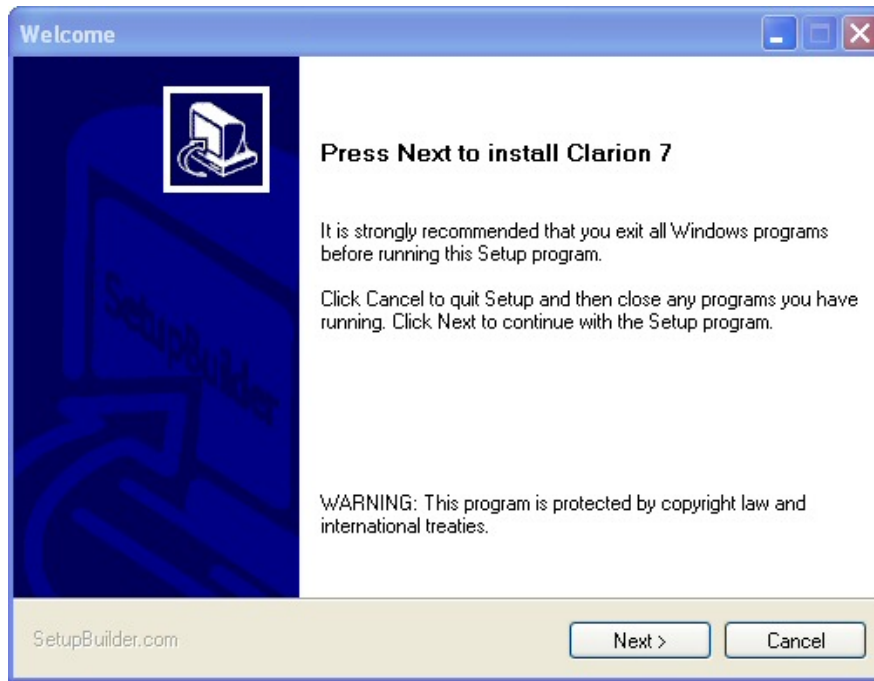 Welcome
Press Next to install Clarion 7
It is strongly recommended that you exit all Windows programs
before running this Setup program.
Click Cancel to quit Setup and then close any programs you have
running. Click Next to continue with the Setup program.
SetupBuilder
WARNING: This program is protected by copyright law and
international treaties.
SetupBuilder.com
Next >
Cancel